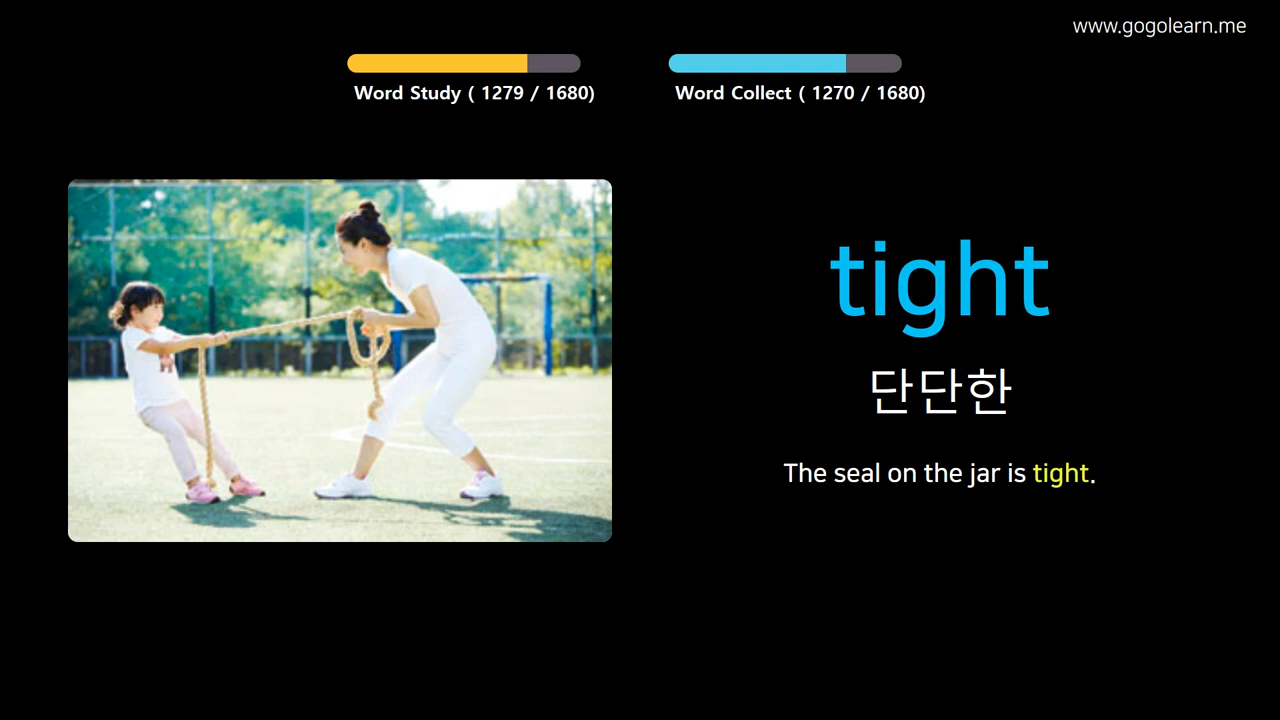 www.gogolearn.me
Word Study ( 1279 / 1680)
Word Collect ( 1270 / 1680)
tight
단단한
The seal on the jar is tight.